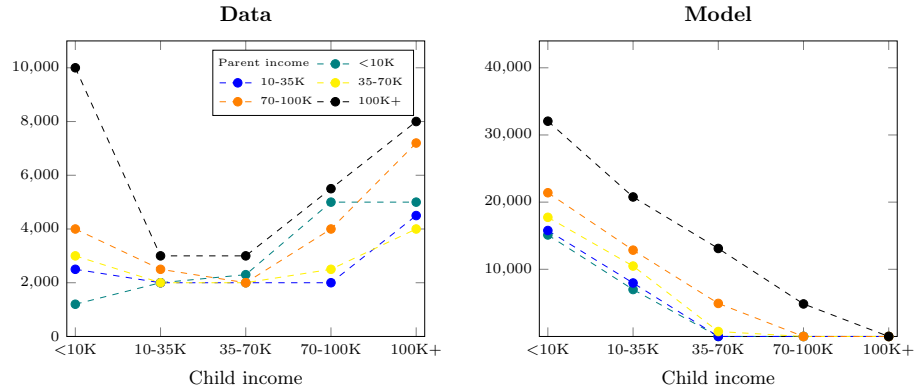 Data
10,000
8,000
6,000
4,000
2,000
0
Parent income
<10K
10-35K
35-70K
70-100K
100K+
<10K 10-35K 35-70K 70-100K 100K+
Child income
Model
40,000
30,000
20,000
10,000
<10K 10-35K 35-70K 70-100K 100K+
Child income